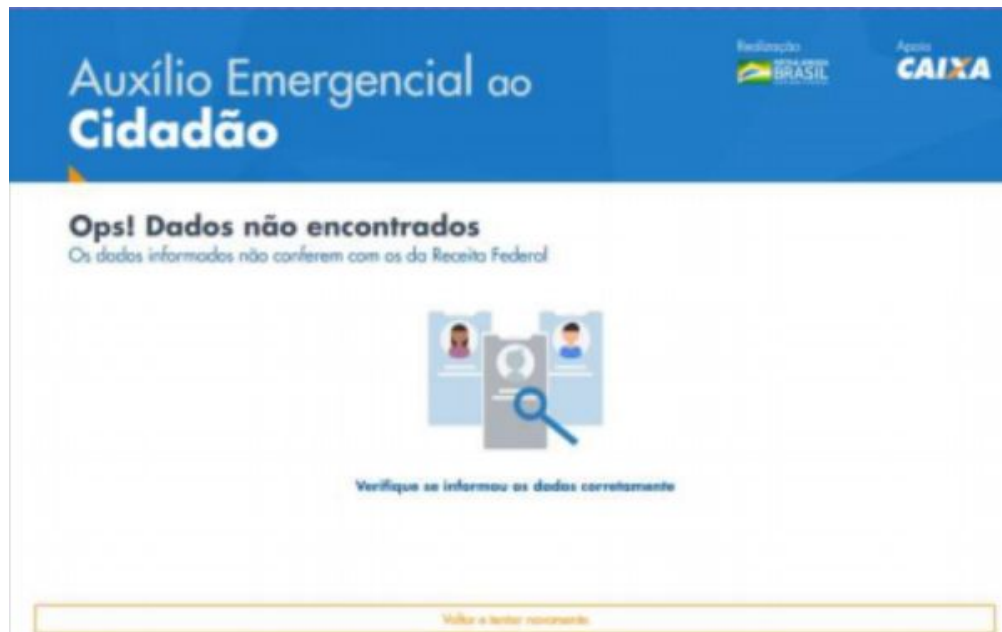 Auxílio Emergencial ao
Cidadão
Realização
BRASIL
Apoio
CAIXA
Ops! Dados não encontrados
Os dados informados não conferem com os da Receita Federal
Verifique se informou os dados corretamente
Voltar e tentar novamente